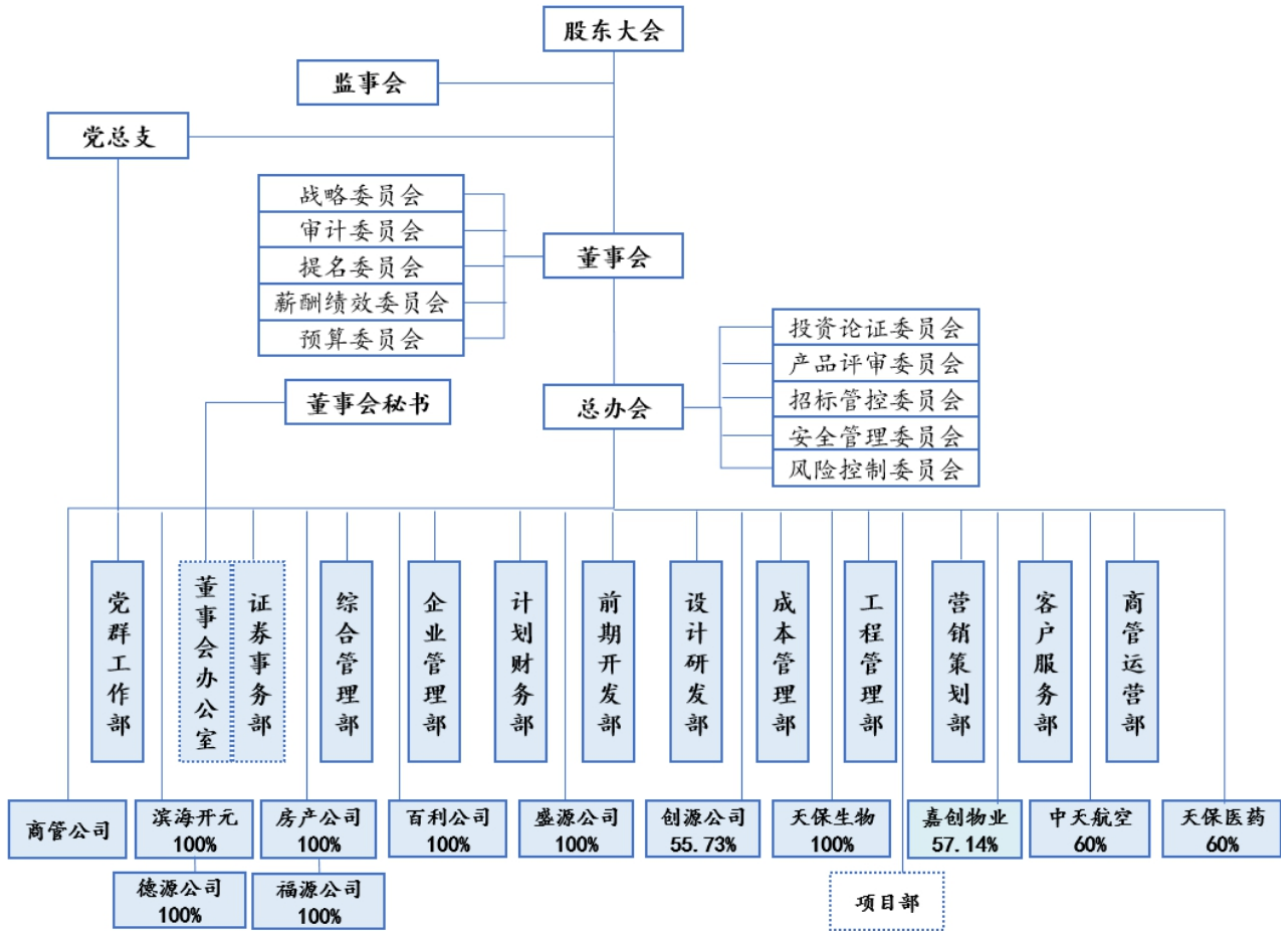 股东大会
监事会
党总支
战略委员会
审计委员会
提名委员会
薪酬绩效委员会
预算委员会
董事会
投资论证委员会
产品评审委员会
招标管控委员会
安全管理委员会
风险控制委员会
董事会秘书
总办会
党群工作部
董事会办公室
证券事务部
综合管理部
企业管理部
计划财务部
前期开发部
设计研发部
成本管理部
工程管理部
营销策划部
客户服务部
商管运营部
商管公司
滨海开元
100%
房产公司
100%
百利公司
100%
盛源公司
100%
创源公司
55.73%
天保生物
100%
嘉创物业
57.14%
中天航空
60%
天保医药
60%
德源公司
100%
福源公司
100%
项目部